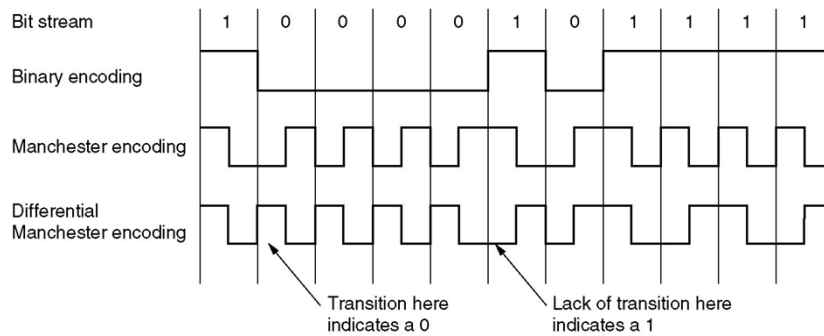 Bit stream 1 0 0 0 0 1 0 1 1 1 1
Binary encoding
Manchester encoding
Differential
Manchester encoding
Transition here
indicates a 0
Lack of transition here
indicates a 1